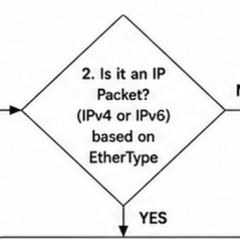 2. Is it an IP
Packet?
(IPv4 or IPv6)
based on
EtherType
YES